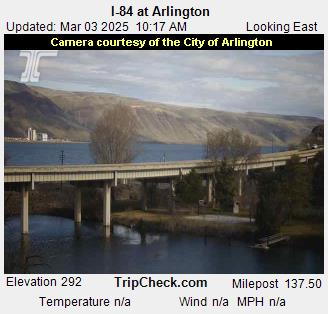 I-84 at Arlington
Updated: Mar 03 2025 10:17 AM Looking East
Camera courtesy of the City of Arlington
Elevation 292 TripCheck.com Milepost 137.50
Temperature n/a Wind n/a MPH n/a